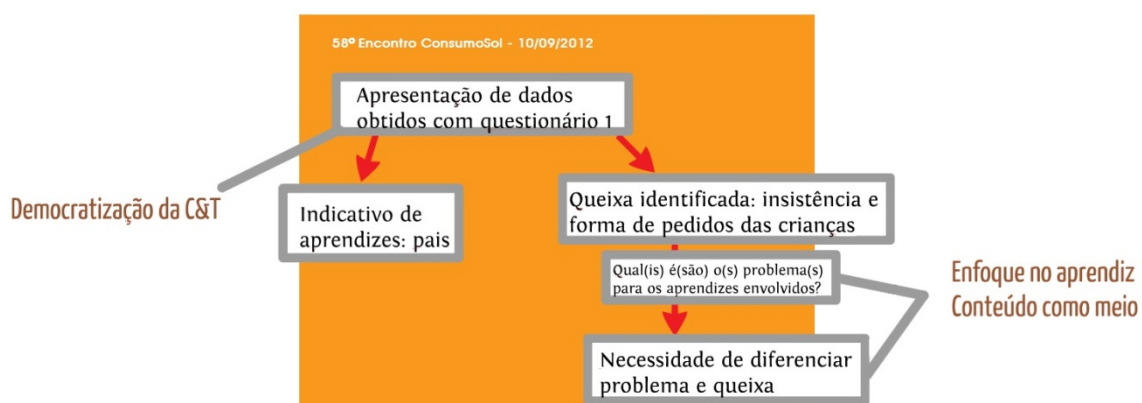 58º Encontro ConsumoSol - 10/09/2012
Apresentação de dados
obtidos com questionário 1
Democratização da C&T
Indicativo de
aprendizes: pais
Queixa identificada: insistência e
forma de pedidos das crianças
Qual(is) é(são) o(s) problema(s)
para os aprendizes envolvidos?
Enfoque no aprendiz
Conteúdo como meio
Necessidade de diferenciar
problema e queixa